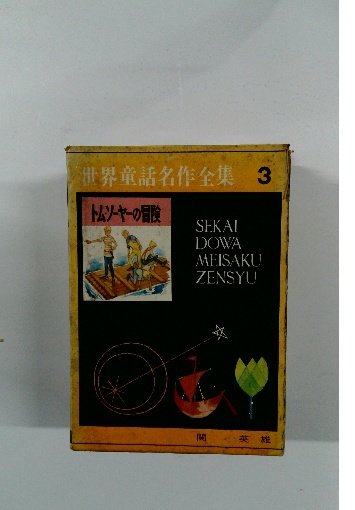 世界童話名作全集 3
トム・ソーヤーの冒険
SEKAI
DOWA
MEISAKU
ZENSYU
関 英雄